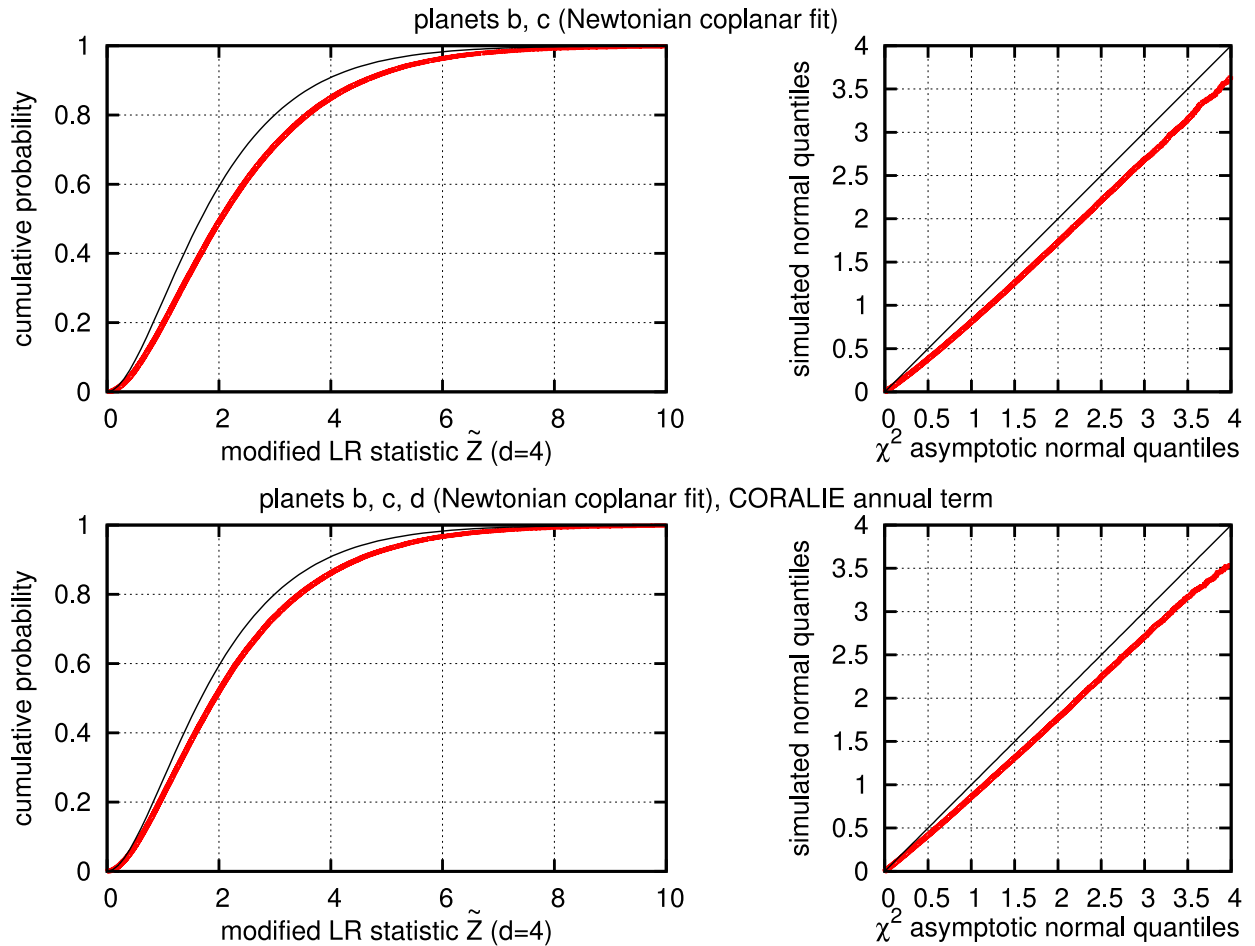 planets b, c (Newtonian coplanar fit)
cumulative probability
1
0.8
0.6
0.4
0.2
0
0 2 4 6 8 10
modified LR statistic Z̃ (d=4)
simulated normal quantiles
4
3.5
3
2.5
2
1.5
1
0.5
0
0 0.5 1 1.5 2 2.5 3 3.5 4
χ² asymptotic normal quantiles
planets b, c, d (Newtonian coplanar fit), CORALIE annual term
cumulative probability
1
0.8
0.6
0.4
0.2
0
0 2 4 6 8 10
modified LR statistic Z̃ (d=4)
simulated normal quantiles
4
3.5
3
2.5
2
1.5
1
0.5
0
0 0.5 1 1.5 2 2.5 3 3.5 4
χ² asymptotic normal quantiles